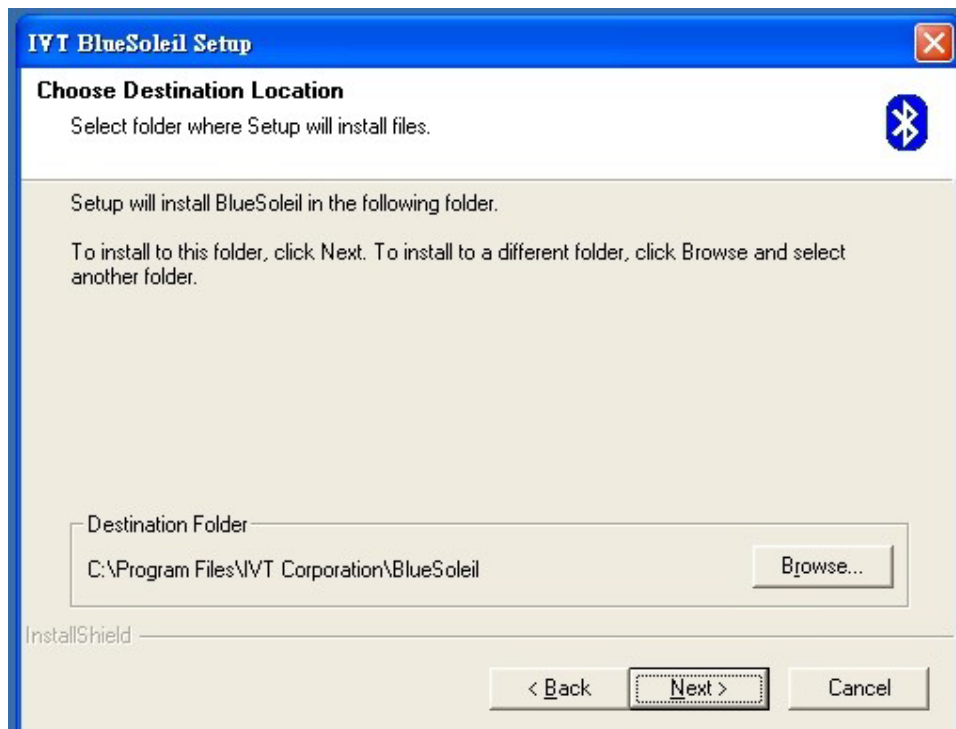 IVT BlueSoleil Setup
Choose Destination Location
Select folder where Setup will install files.
Setup will install BlueSoleil in the following folder.
To install to this folder, click Next. To install to a different folder, click Browse and select
another folder.
Destination Folder
C:\Program Files\IVT Corporation\BlueSoleil
Browse...
InstallShield
< Back
Next >
Cancel